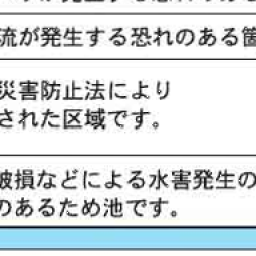 流が発生する恐れのある箇
災害防止法により
された区域です。
破損などによる水害発生の
のあるため池です。